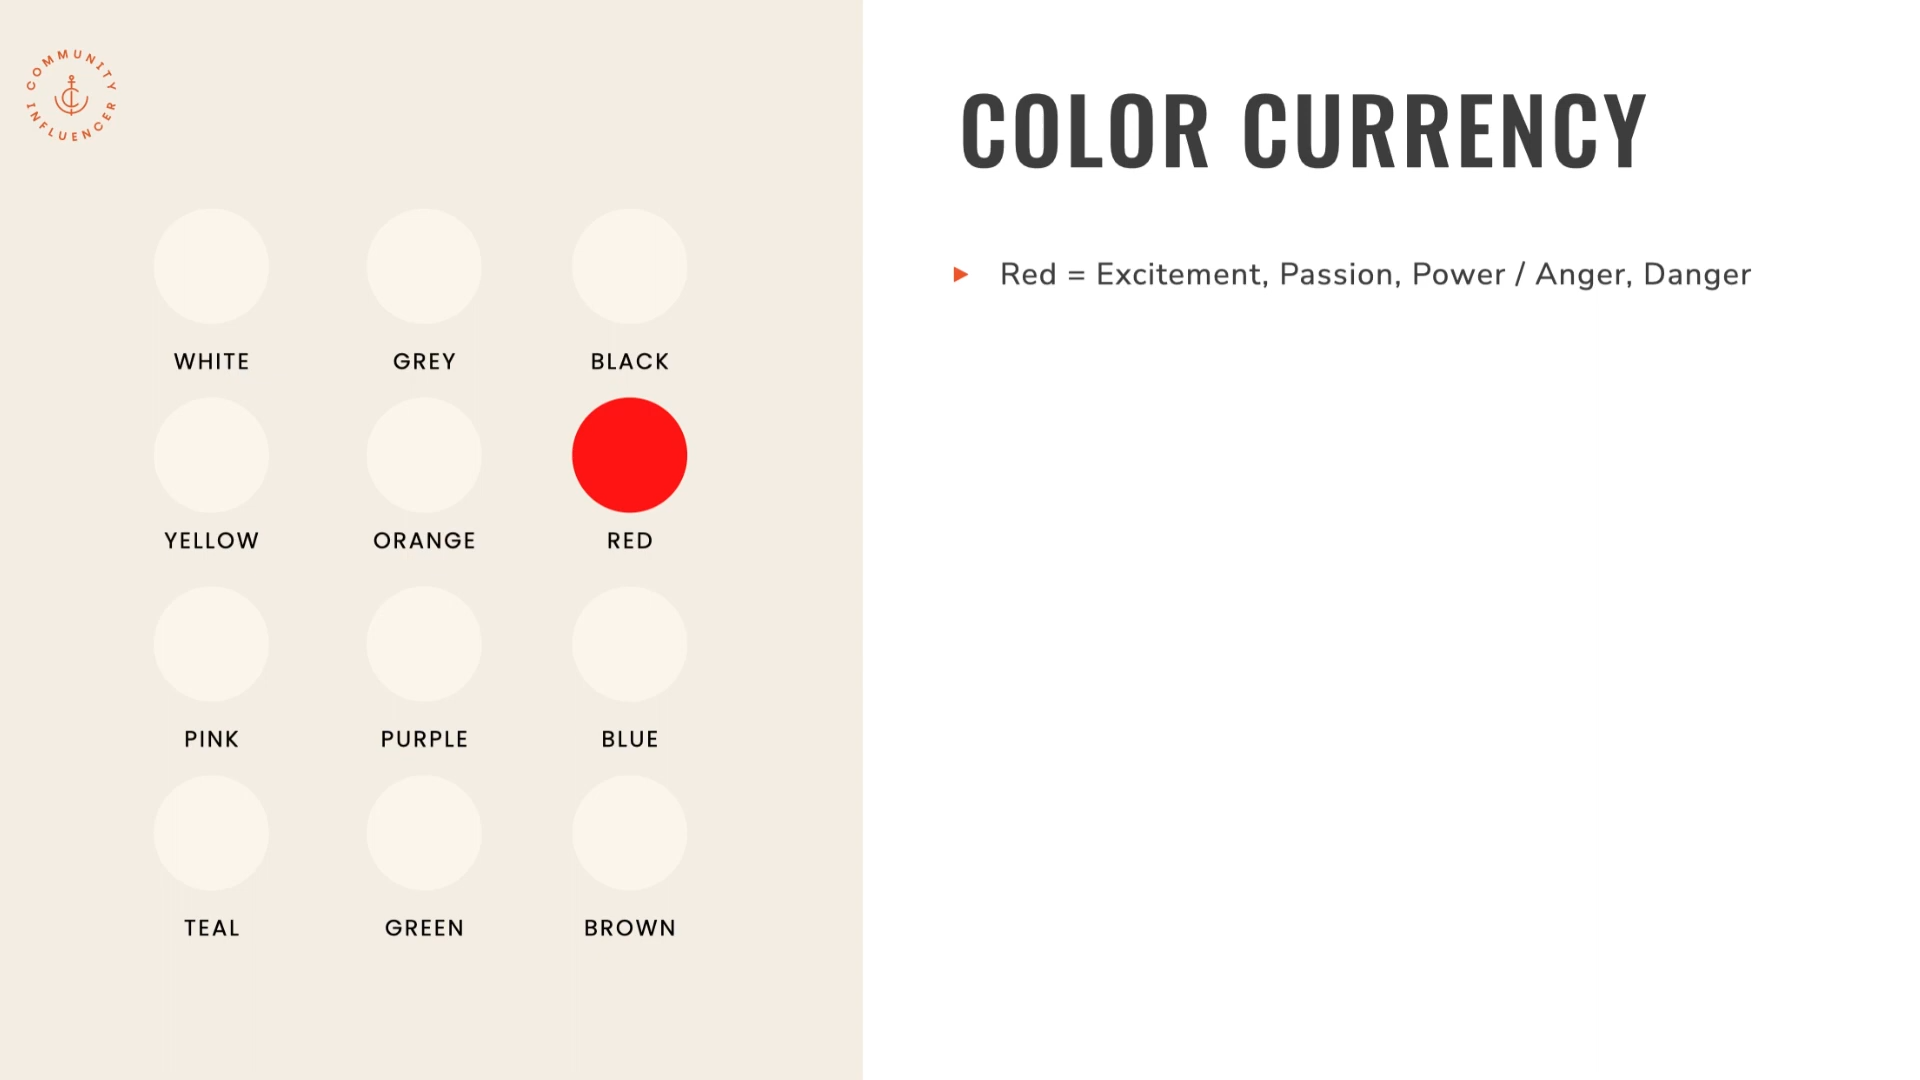 COMMUNITY INFLUENCER
COLOR CURRENCY
Red = Excitement, Passion, Power / Anger, Danger
WHITE GREY BLACK
YELLOW ORANGE RED
PINK PURPLE BLUE
TEAL GREEN BROWN